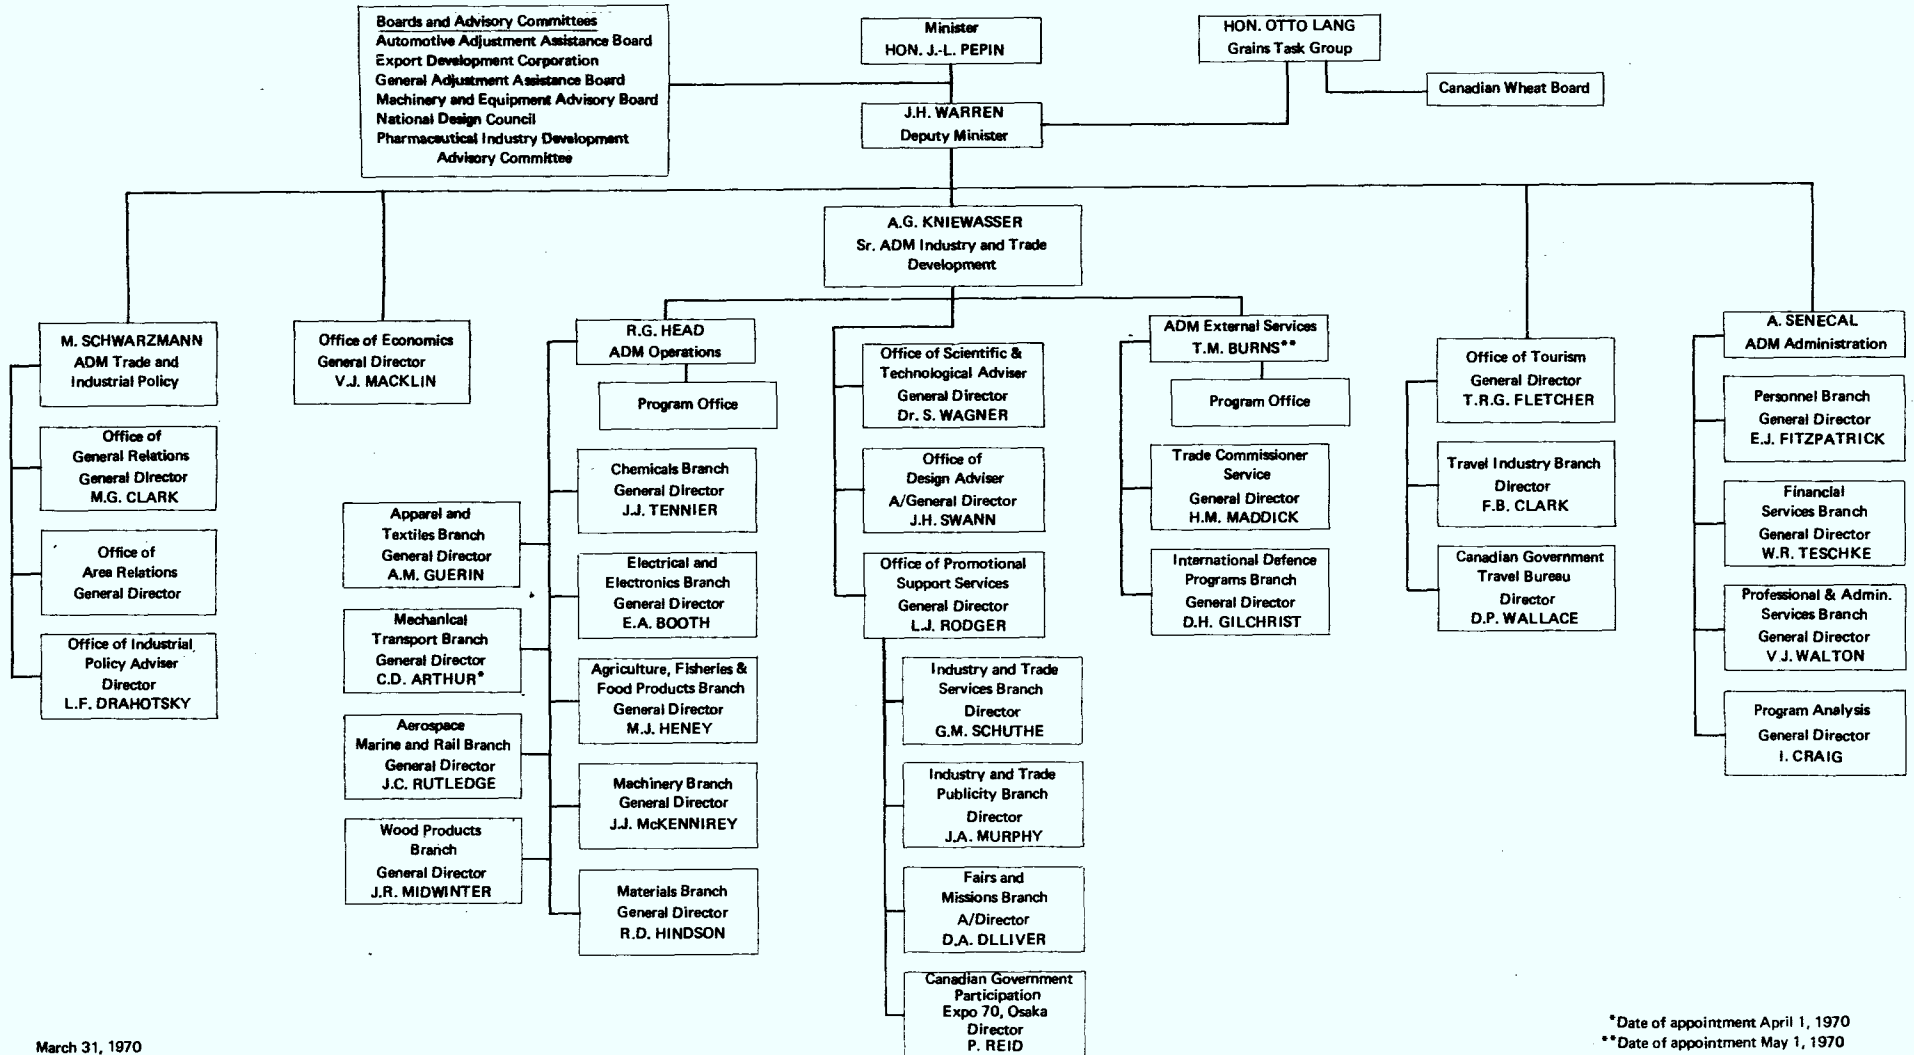 Boards and Advisory Committees
Automotive Adjustment Assistance Board
Export Development Corporation
General Adjustment Assistance Board
Machinery and Equipment Advisory Board
National Design Council
Pharmaceutical Industry Development
Advisory Committee
Minister
HON. J.-L. PEPIN
HON. OTTO LANG
Grains Task Group
Canadian Wheat Board
J.H. WARREN
Deputy Minister
A.G. KNIEWASSER
Sr. ADM Industry and Trade
Development
M. SCHWARZMANN
ADM Trade and
Industrial Policy
Office of
General Relations
General Director
M.G. CLARK
Office of
Area Relations
General Director
Office of Industrial
Policy Adviser
Director
L.F. DRAHOTSKY
Office of Economics
General Director
V.J. MACKLIN
R.G. HEAD
ADM Operations
Program Office
Apparel and
Textiles Branch
General Director
A.M. GUERIN
Mechanical
Transport Branch
General Director
C.D. ARTHUR*
Aerospace
Marine and Rail Branch
General Director
J.C. RUTLEDGE
Wood Products
Branch
General Director
J.R. MIDWINTER
Chemicals Branch
General Director
J.J. TENNIER
Electrical and
Electronics Branch
General Director
E.A. BOOTH
Agriculture, Fisheries &
Food Products Branch
General Director
M.J. HENEY
Machinery Branch
General Director
J.J. McKENNIREY
Materials Branch
General Director
R.D. HINDSON
Office of Scientific &
Technological Adviser
General Director
Dr. S. WAGNER
Office of
Design Adviser
A/General Director
J.H. SWANN
Office of Promotional
Support Services
General Director
L.J. RODGER
Industry and Trade
Services Branch
Director
G.M. SCHUTHE
Industry and Trade
Publicity Branch
Director
J.A. MURPHY
Fairs and
Missions Branch
A/Director
D.A. DLLIVER
Canadian Government
Participation
Expo 70, Osaka
Director
P. REID
ADM External Services
T.M. BURNS**
Program Office
Trade Commissioner
Service
General Director
H.M. MADDICK
International Defence
Programs Branch
General Director
D.H. GILCHRIST
Office of Tourism
General Director
T.R.G. FLETCHER
Travel Industry Branch
Director
F.B. CLARK
Canadian Government
Travel Bureau
Director
D.P. WALLACE
A. SENECAL
ADM Administration
Personnel Branch
General Director
E.J. FITZPATRICK
Financial
Services Branch
General Director
W.R. TESCHKE
Professional & Admin.
Services Branch
General Director
V.J. WALTON
Program Analysis
General Director
I. CRAIG
March 31, 1970
*Date of appointment April 1, 1970
**Date of appointment May 1, 1970